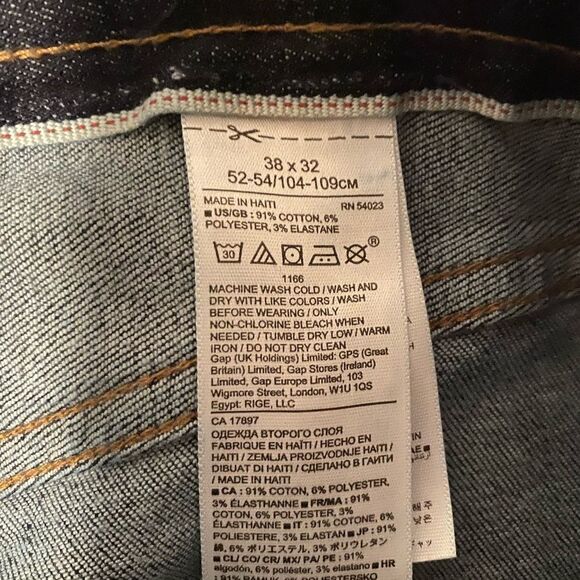 38 x 32
52-54/104-109CM
MADE IN HAITI RN 54023
■ US/GB : 91% COTTON, 6%
POLYESTER, 3% ELASTANE
30 ®
1166
MACHINE WASH COLD / WASH AND
DRY WITH LIKE COLORS / WASH
BEFORE WEARING / ONLY
NON-CHLORINE BLEACH WHEN
NEEDED / TUMBLE DRY LOW / WARM
IRON / DO NOT DRY CLEAN
Gap (UK Holdings) Limited: GPS (Great
Britain) Limited, Gap Stores (Ireland)
Limited, Gap Europe Limited, 103
Wigmore Street, London, W1U 1QS
Egypt: RIGE, LLC
CA 17897
ОДЕЖДА ВТОРОГО СЛОЯ
FABRIQUE EN HAÏTI / HECHO EN
HAITI / ZEMLJA PROIZVODNJE HAITI /
DIBUAT DI HAITI / СДЕЛАНО В ГАИТИ
/ MADE IN HAITI
■ CA : 91% COTON, 6% POLYESTER,
3% ÉLASTHANNE ■ FR/MA : 91%
COTON, 6% POLYESTER, 3%
ÉLASTHANNE ■ IT : 91% COTONE, 6%
POLIESTERE, 3% ELASTAN ■ JP : 91%
綿, 6% ポリエステル, 3% ポリウレタン
■ CL/ CO/ CR/ MX/ PA/ PE : 91%
algodón, 6% poliéster, 3% elastano ■ HR